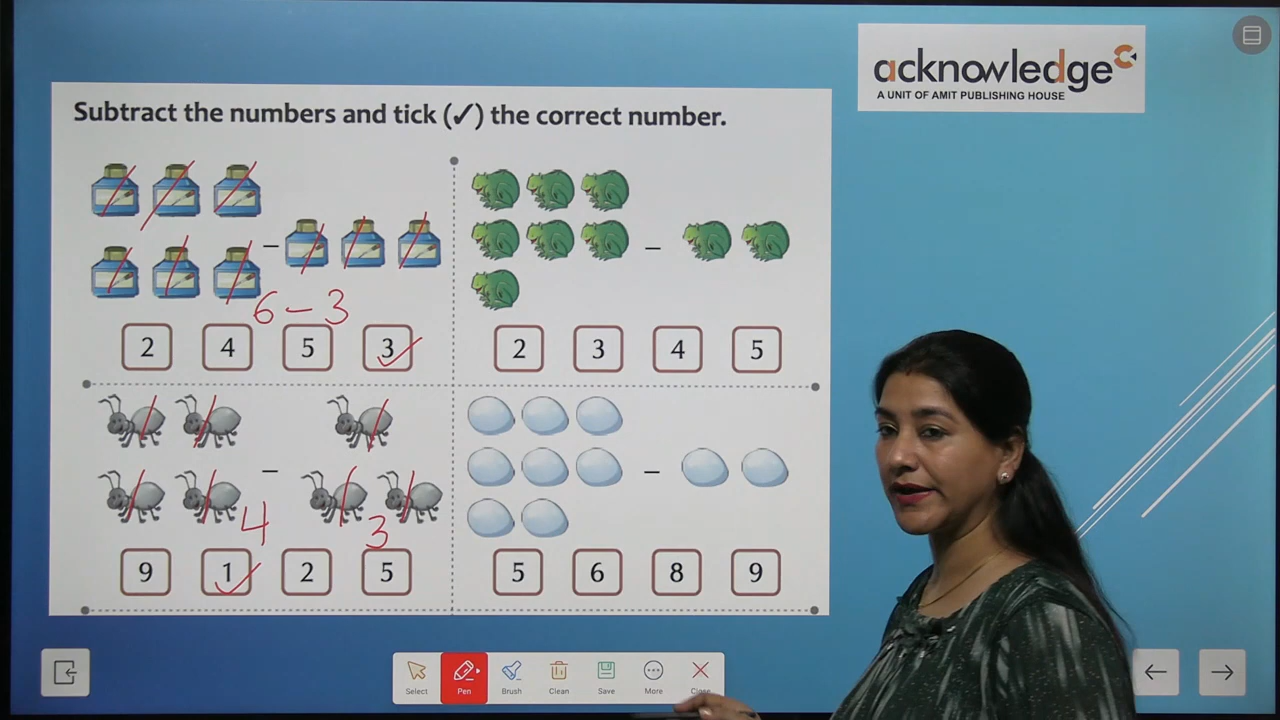 acknowledge
A UNIT OF AMIT PUBLISHING HOUSE
Subtract the numbers and tick (✓) the correct number.
6 - 3
2 4 5 3
2 3 4 5
4 3
9 1 2 5
5 6 8 9
Select Pen Brush Clean Save More Close